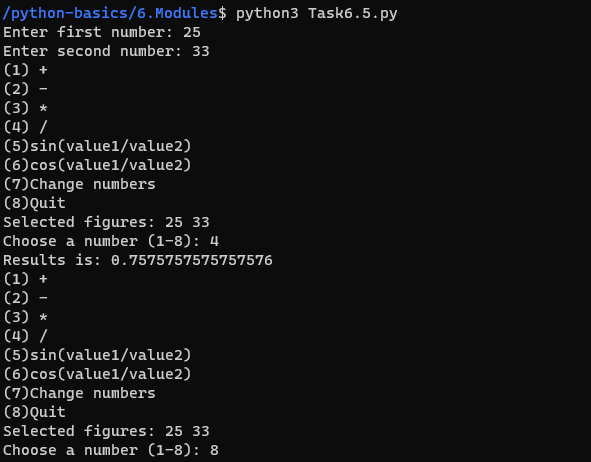 /python-basics/6.Modules$ python3 Task6.5.py
Enter first number: 25
Enter second number: 33
(1) +
(2) -
(3) *
(4) /
(5)sin(value1/value2)
(6)cos(value1/value2)
(7)Change numbers
(8)Quit
Selected figures: 25 33
Choose a number (1-8): 4
Results is: 0.7575757575757576
(1) +
(2) -
(3) *
(4) /
(5)sin(value1/value2)
(6)cos(value1/value2)
(7)Change numbers
(8)Quit
Selected figures: 25 33
Choose a number (1-8): 8